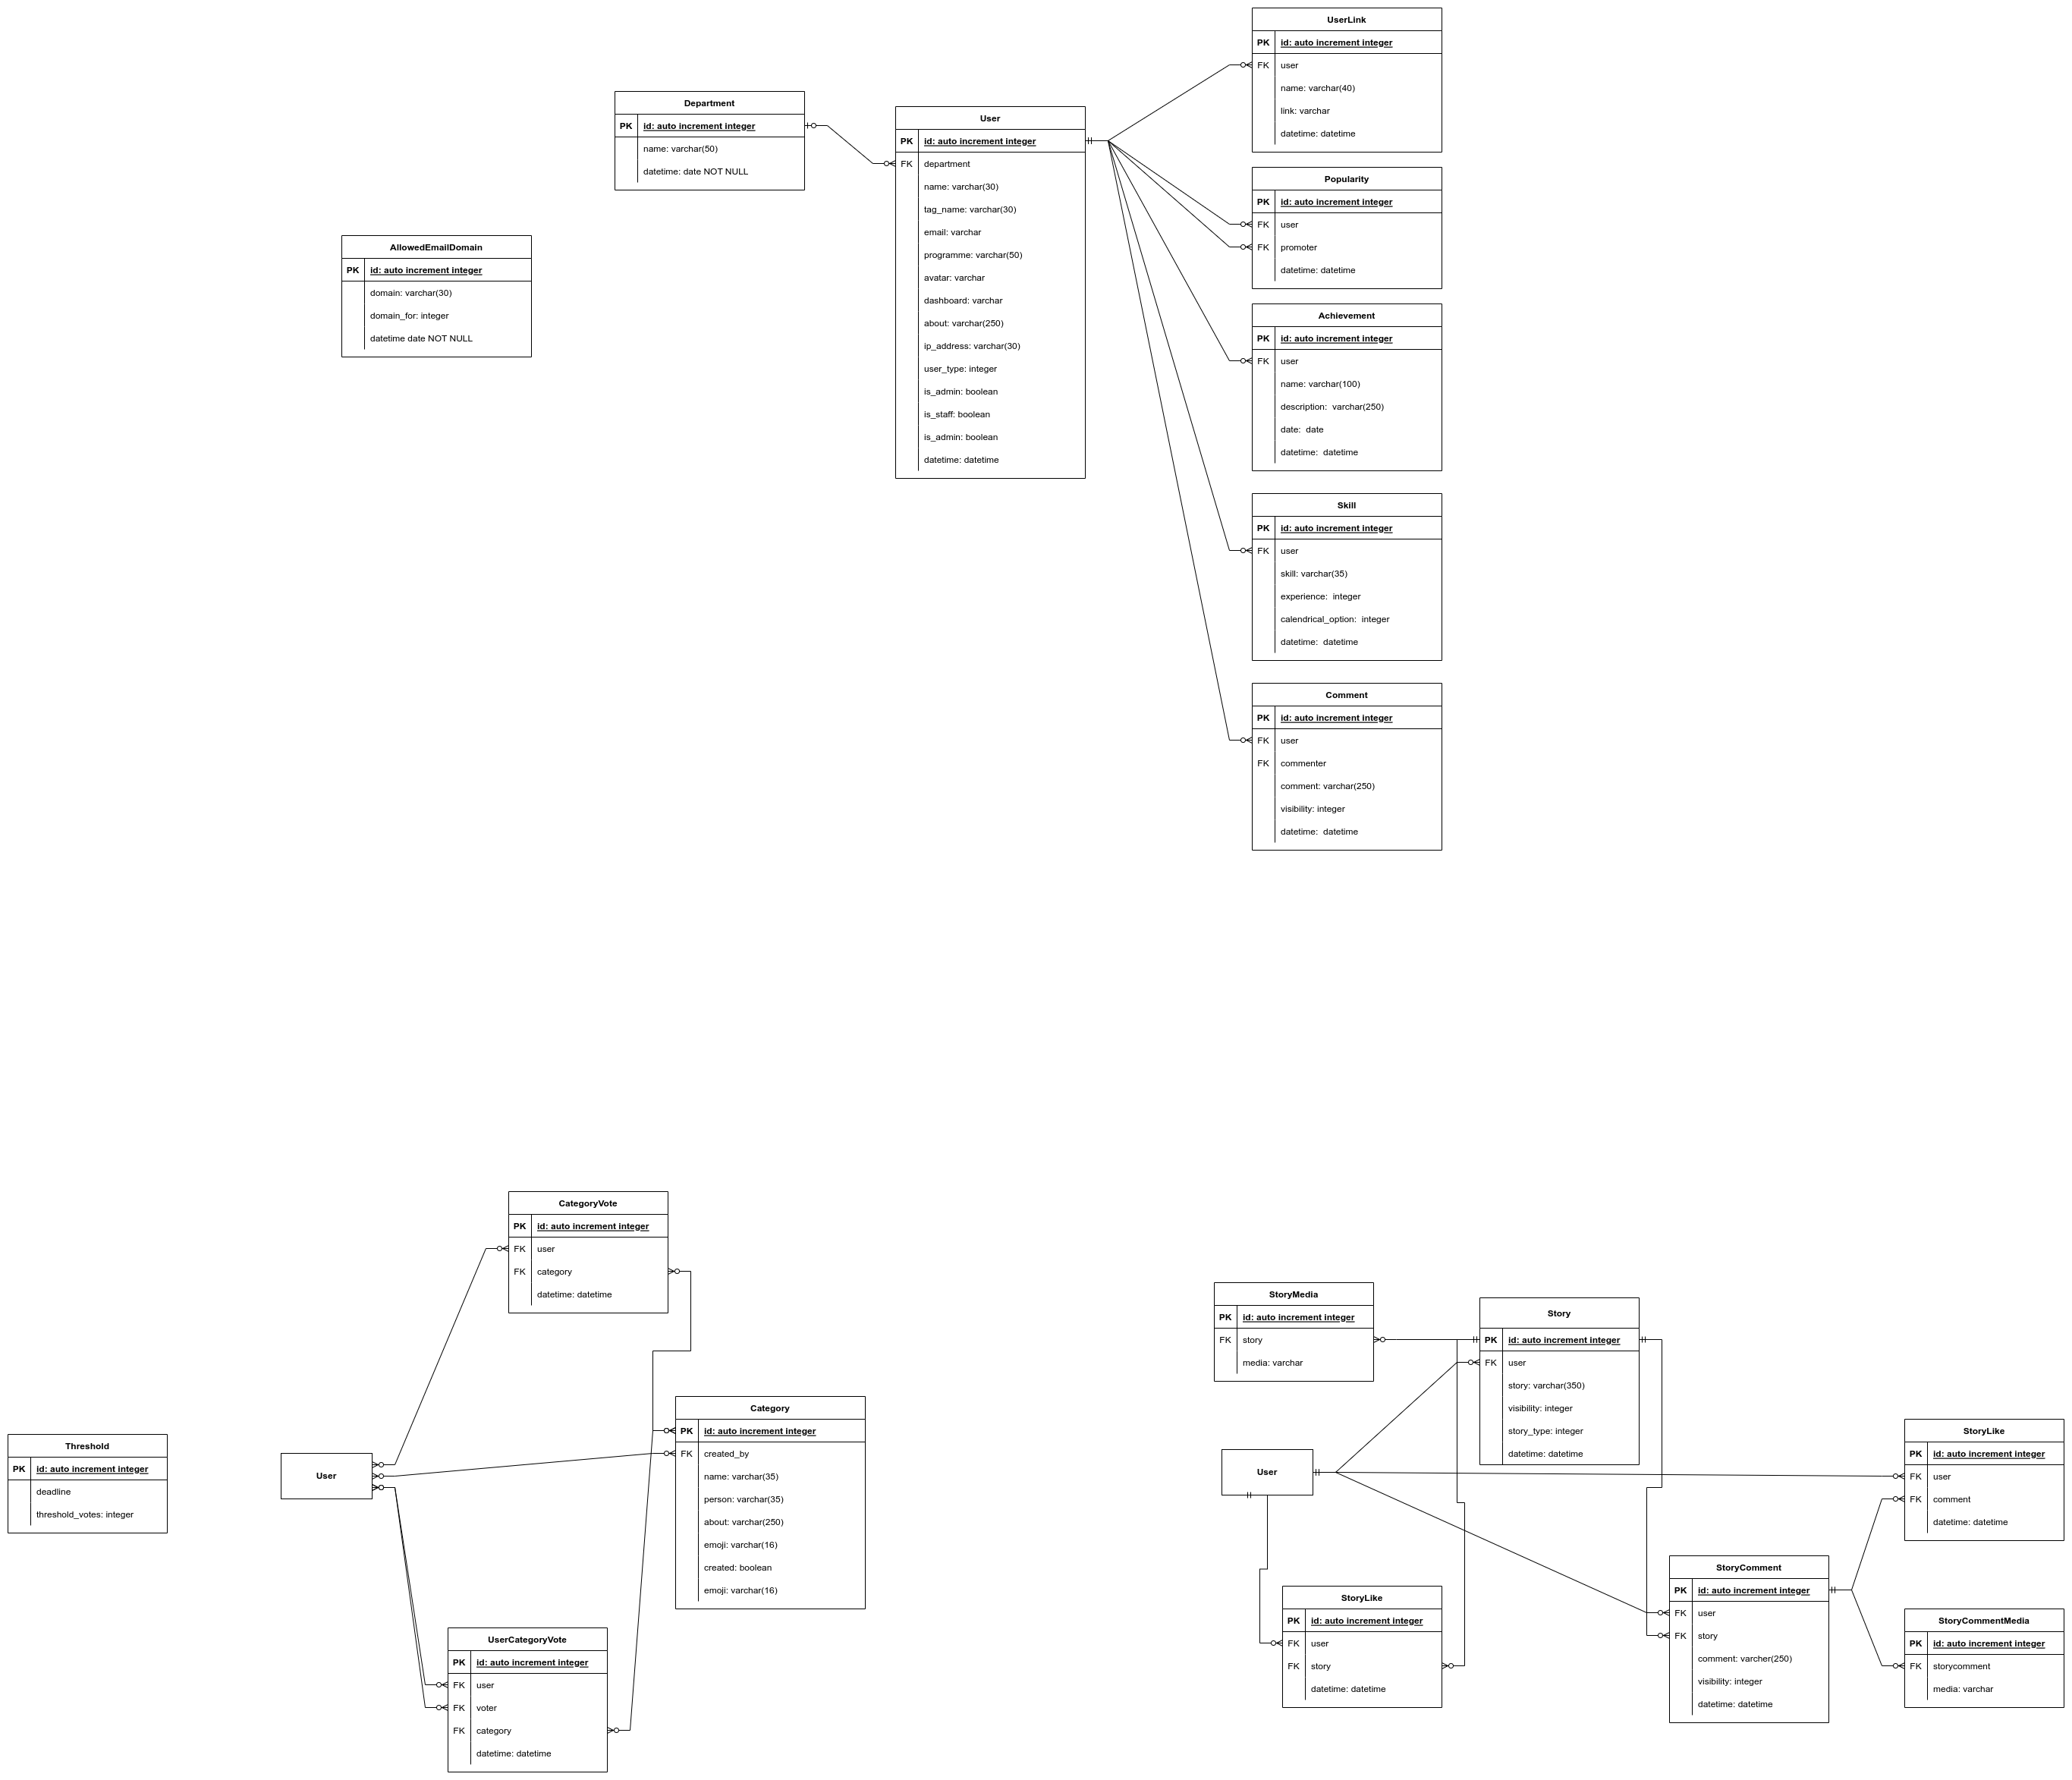 UserLink
PK id: auto increment integer
FK user
name: varchar(40)
link: varchar
datetime: datetime
Department
PK id: auto increment integer
name: varchar(50)
datetime: date NOT NULL
User
PK id: auto increment integer
FK department
name: varchar(30)
tag_name: varchar(30)
email: varchar
programme: varchar(50)
avatar: varchar
dashboard: varchar
about: varchar(250)
ip_address: varchar(30)
user_type: integer
is_admin: boolean
is_staff: boolean
is_admin: boolean
datetime: datetime
Popularity
PK id: auto increment integer
FK user
FK promoter
datetime: datetime
AllowedEmailDomain
PK id: auto increment integer
domain: varchar(30)
domain_for: integer
datetime date NOT NULL
Achievement
PK id: auto increment integer
FK user
name: varchar(100)
description: varchar(250)
date: date
datetime: datetime
Skill
PK id: auto increment integer
FK user
skill: varchar(35)
experience: integer
calendrical_option: integer
datetime: datetime
Comment
PK id: auto increment integer
FK user
FK commenter
comment: varchar(250)
visibility: integer
datetime: datetime
CategoryVote
PK id: auto increment integer
FK user
FK category
datetime: datetime
Category
PK id: auto increment integer
FK created_by
name: varchar(35)
person: varchar(35)
about: varchar(250)
emoji: varchar(16)
created: boolean
emoji: varchar(16)
Threshold
PK id: auto increment integer
deadline
threshold_votes: integer
User
UserCategoryVote
PK id: auto increment integer
FK user
FK voter
FK category
datetime: datetime
StoryMedia
PK id: auto increment integer
FK story
media: varchar
Story
PK id: auto increment integer
FK user
story: varchar(350)
visibility: integer
story_type: integer
datetime: datetime
User
StoryLike
PK id: auto increment integer
FK user
FK comment
datetime: datetime
StoryLike
PK id: auto increment integer
FK user
FK story
datetime: datetime
StoryComment
PK id: auto increment integer
FK user
FK story
comment: varcher(250)
visibility: integer
datetime: datetime
StoryCommentMedia
PK id: auto increment integer
FK storycomment
media: varchar